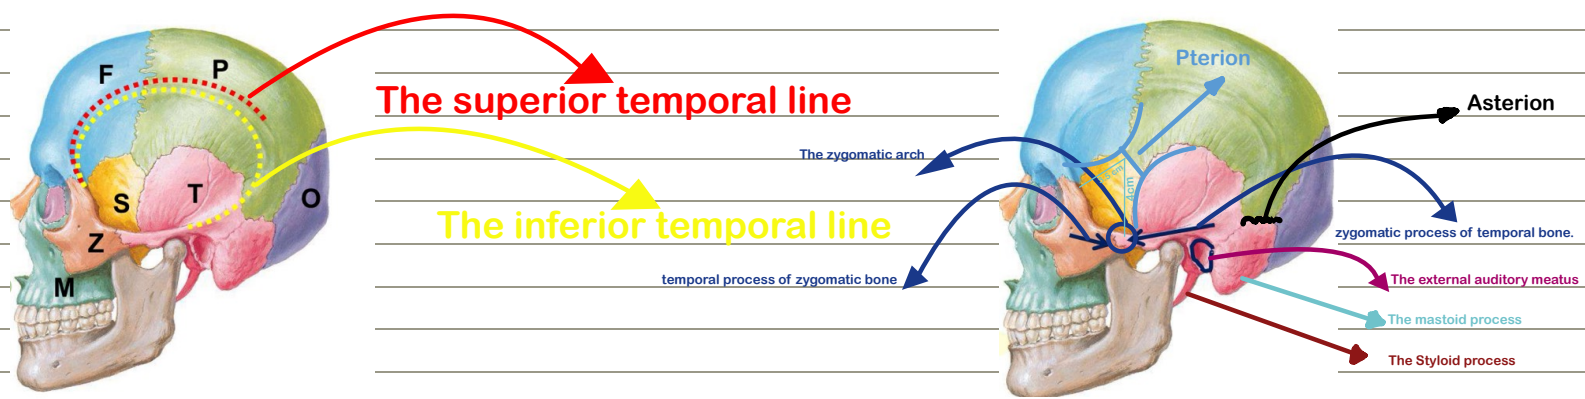 F
P
S
T
O
Z
M
The superior temporal line
The inferior temporal line
The zygomatic arch
temporal process of zygomatic bone
Pterion
Asterion
4cm
zygomatic process of temporal bone.
The external auditory meatus
The mastoid process
The Styloid process